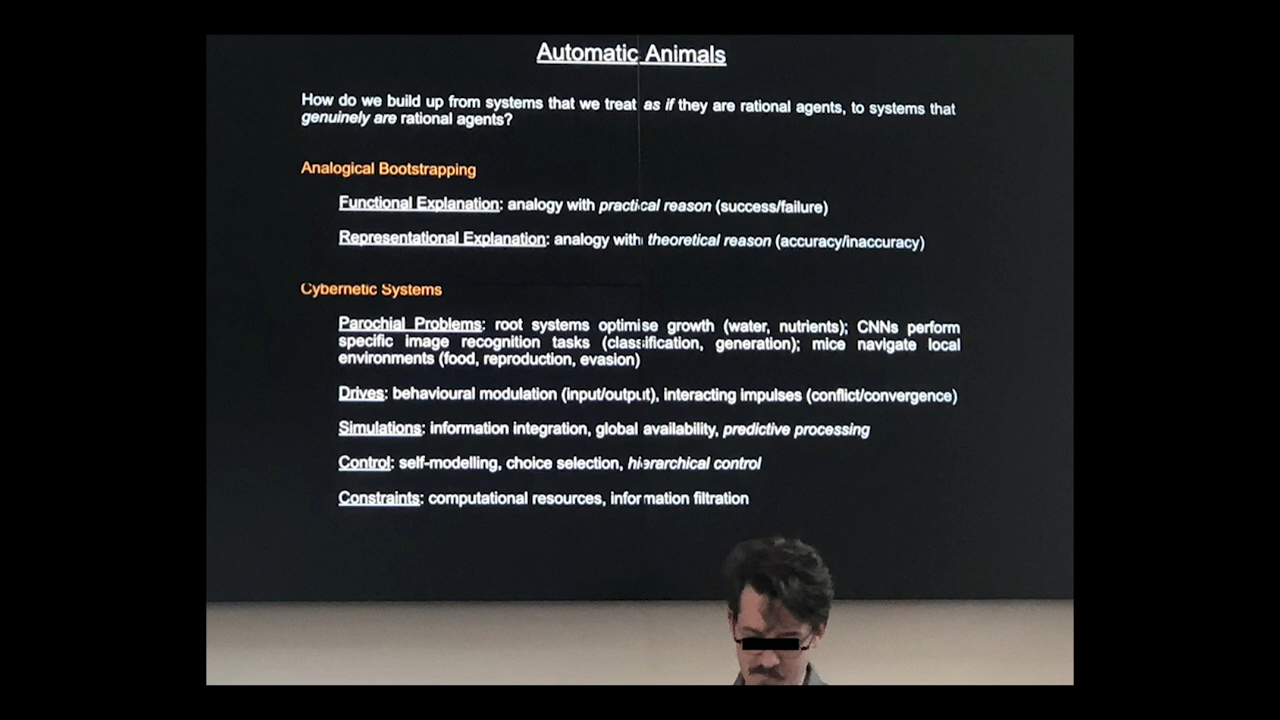 Automatic Animals
How do we build up from systems that we treat as if they are rational agents, to systems that
genuinely are rational agents?
Analogical Bootstrapping
Functional Explanation: analogy with practical reason (success/failure)
Representational Explanation: analogy with theoretical reason (accuracy/inaccuracy)
Cybernetic Systems
Parochial Problems: root systems optimise growth (water, nutrients); CNNs perform
specific image recognition tasks (classification, generation); mice navigate local
environments (food, reproduction, evasion)
Drives: behavioural modulation (input/output), interacting impulses (conflict/convergence)
Simulations: information integration, global availability, predictive processing
Control: self-modelling, choice selection, hierarchical control
Constraints: computational resources, information filtration